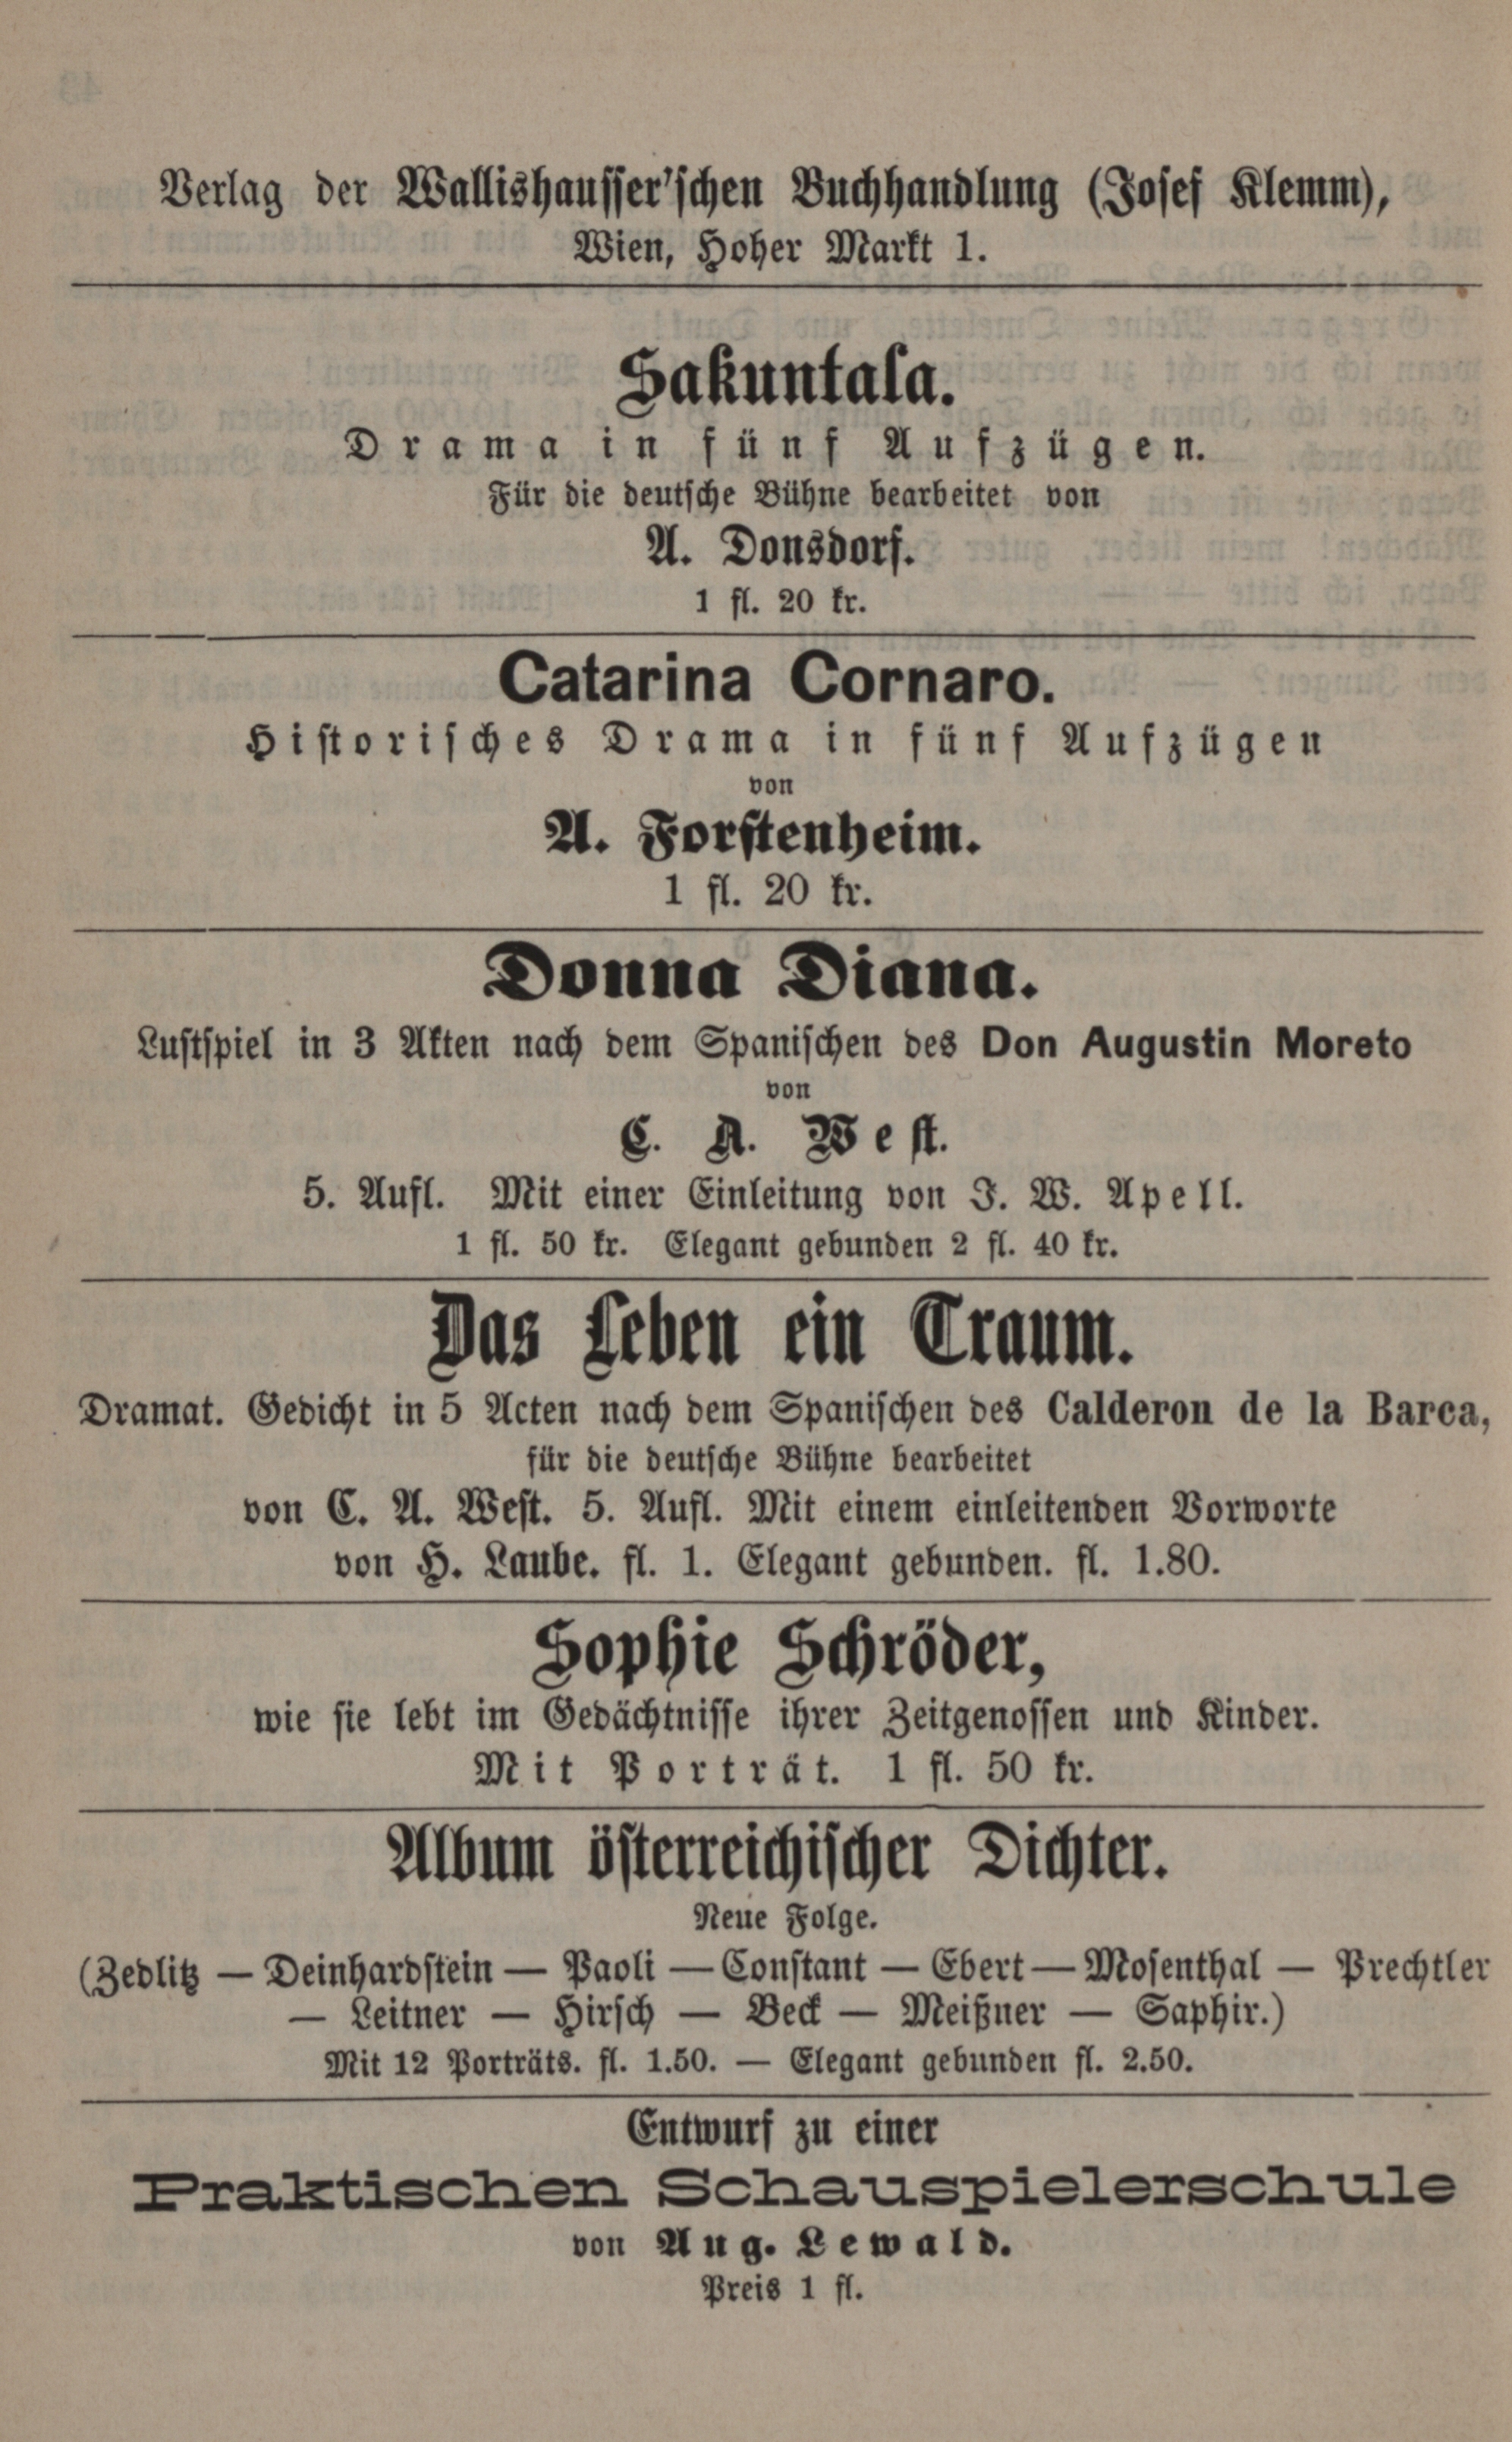 Verlag der Wallishausser'schen Buchhandlung (Josef Klemm),
Wien, Hoher Markt 1.
Sakuntala.
Drama in fünf Aufzügen.
Für die deutsche Bühne bearbeitet von
A. Donsdorf.
1 fl. 20 kr.
Catarina Cornaro.
Historisches Drama in fünf Aufzügen
von
A. Forstenheim.
1 fl. 20 kr.
Donna Diana.
Lustspiel in 3 Akten nach dem Spanischen des Don Augustin Moreto
von
C. A. West.
5. Aufl. Mit einer Einleitung von J. W. Apell.
1 fl. 50 kr. Elegant gebunden 2 fl. 40 kr.
Das Leben ein Traum.
Dramat. Gedicht in 5 Acten nach dem Spanischen des Calderon de la Barca,
für die deutsche Bühne bearbeitet
von C. A. West. 5. Aufl. Mit einem einleitenden Vorworte
von H. Laube. fl. 1. Elegant gebunden. fl. 1.80.
Sophie Schröder,
wie sie lebt im Gedächtnisse ihrer Zeitgenossen und Kinder.
Mit Porträt. 1 fl. 50 kr.
Album österreichischer Dichter.
Neue Folge.
(Zedlitz — Deinhardstein — Paoli — Constant — Ebert — Mosenthal — Prechtler
— Leitner — Hirsch — Beck — Meißner — Saphir.)
Mit 12 Porträts. fl. 1.50. — Elegant gebunden fl. 2.50.
Entwurf zu einer
Praktischen Schauspielerschule
von Aug. Lewald.
Preis 1 fl.